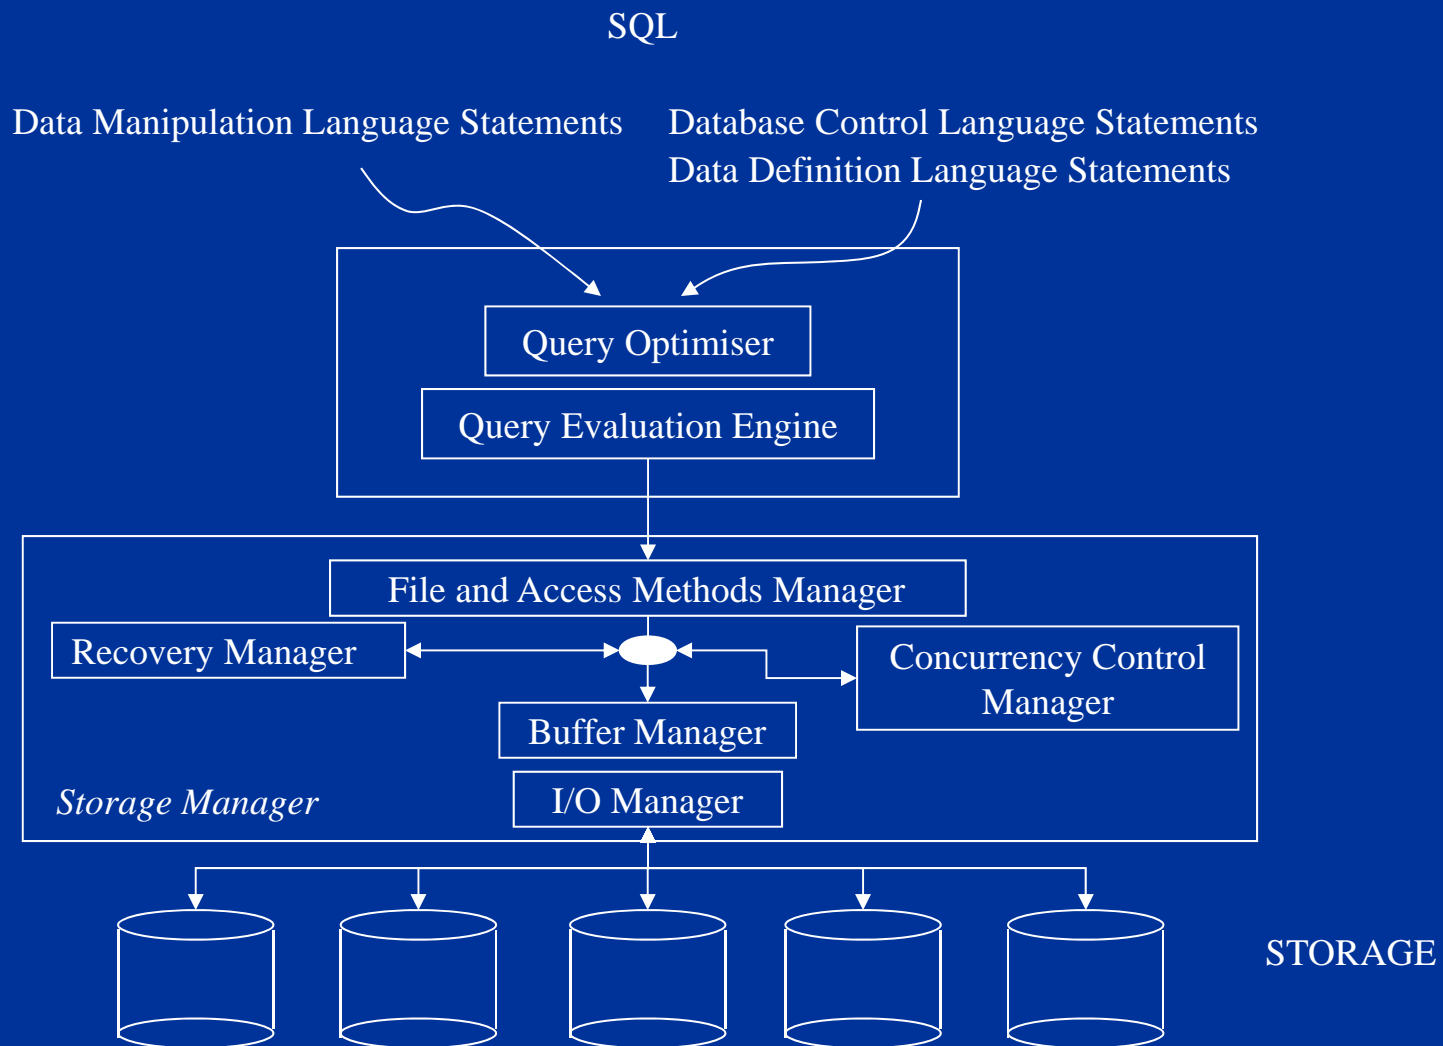 SQL
Data Manipulation Language Statements
Database Control Language Statements
Data Definition Language Statements
Query Optimiser
Query Evaluation Engine
File and Access Methods Manager
Recovery Manager
Concurrency Control
Manager
Buffer Manager
Storage Manager
I/O Manager
STORAGE